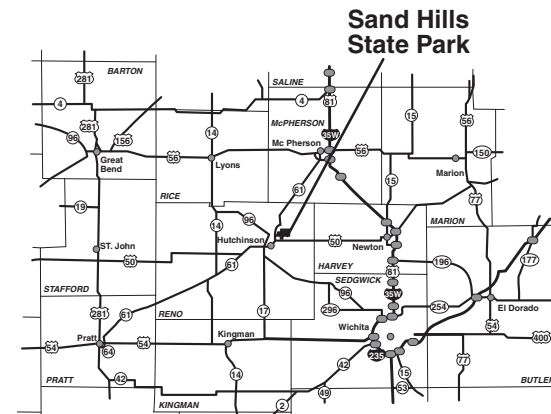 Sand Hills
State Park
BARTON
281
SALINE
4
4
81
15
56
281
McPHERSON
96
156
14
35W
Great
Bend
56
Lyons
Mc Pherson
56
150
Marion
61
15
77
19
RICE
96
MARION
ST. John
14
Hutchinson
50
Newton
177
50
61
HARVEY
196
81
SEDGWICK
STAFFORD
96
35W
281
61
RENO
17
296
254
El Dorado
Pratt
Kingman
Wichita
54
54
64
54
400
42
235
77
42
14
15
PRATT
49
53
BUTLER
KINGMAN
2